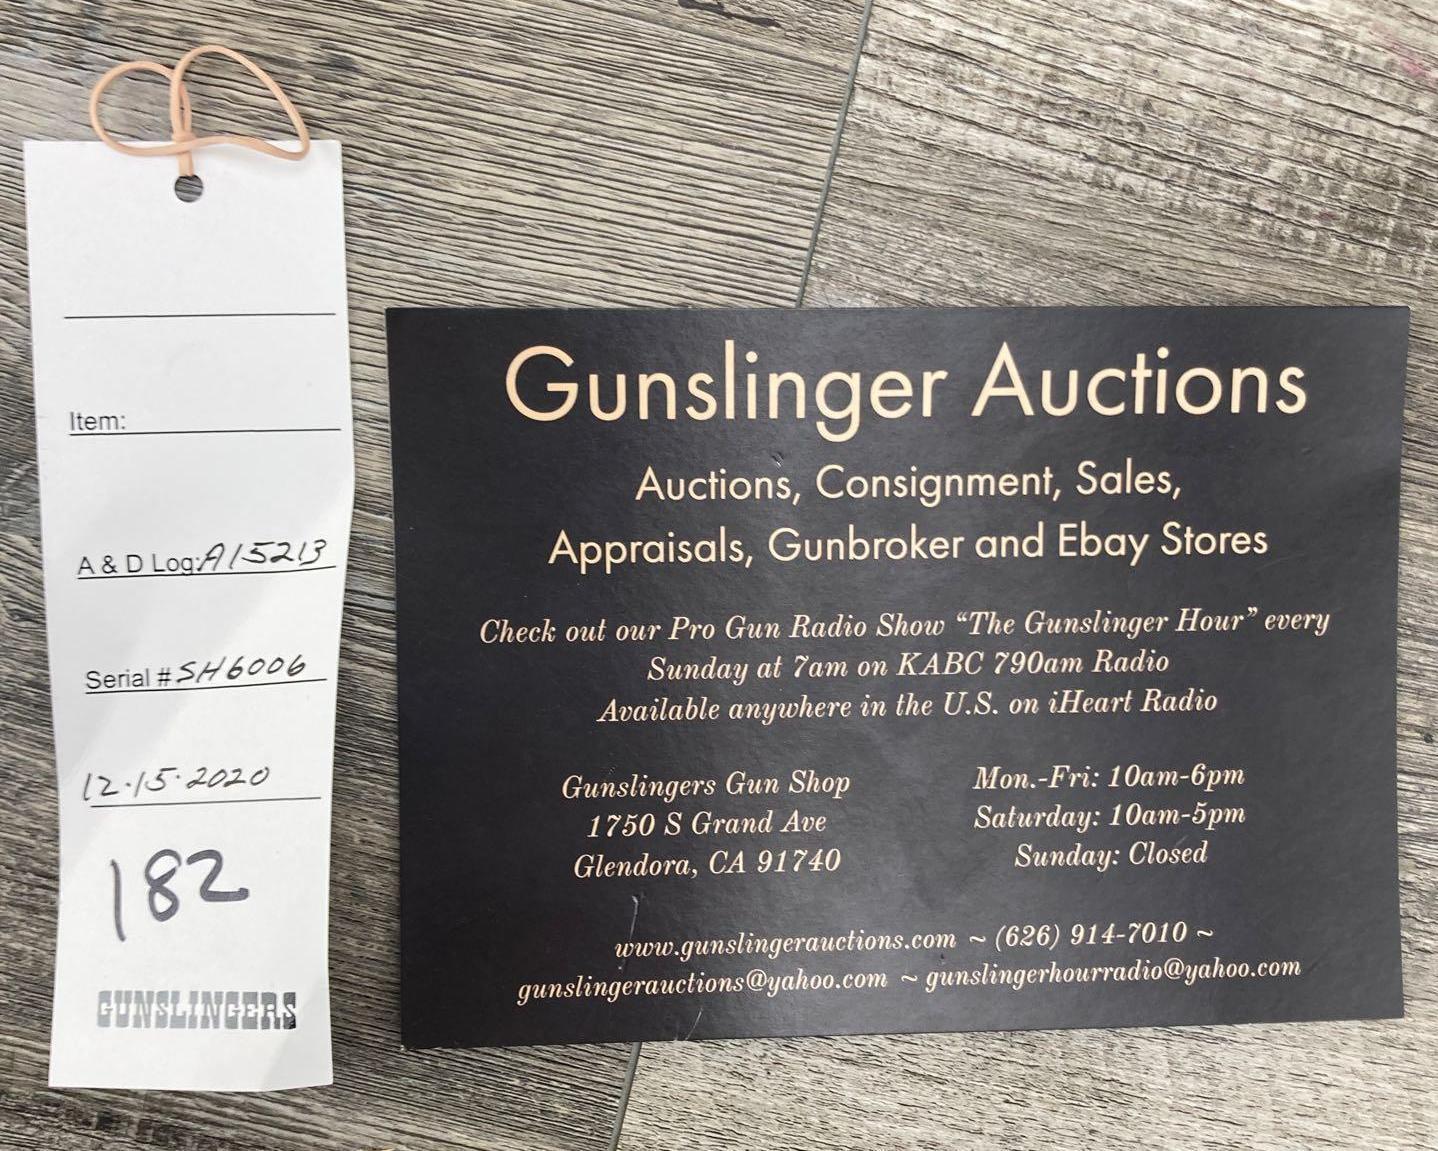 Item:
A & D Log: A15213
Serial # SH6006
12.15.2020
182
GUNSLINGERS
Gunslinger Auctions
Auctions, Consignment, Sales,
Appraisals, Gunbroker and Ebay Stores
Check out our Pro Gun Radio Show “The Gunslinger Hour” every
Sunday at 7am on KABC 790am Radio
Available anywhere in the U.S. on iHeart Radio
Gunslingers Gun Shop
1750 S Grand Ave
Glendora, CA 91740
Mon.-Fri: 10am-6pm
Saturday: 10am-5pm
Sunday: Closed
www.gunslingerauctions.com ~ (626) 914-7010 ~
gunslingerauctions@yahoo.com ~ gunslingerhourradio@yahoo.com